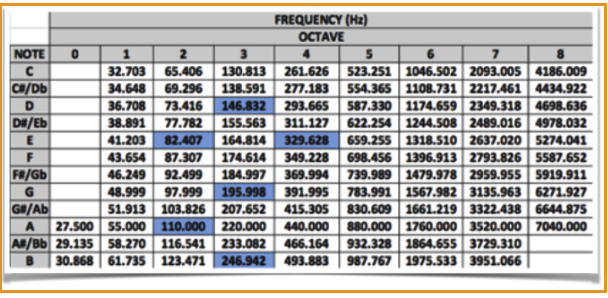 FREQUENCY (Hz)
OCTAVE
NOTE 0 1 2 3 4 5 6 7 8
C 32.703 65.406 130.813 261.626 523.251 1046.502 2093.005 4186.009
C#/Db 34.648 69.296 138.591 277.183 554.365 1108.731 2217.461 4434.922
D 36.708 73.416 146.832 293.665 587.330 1174.659 2349.318 4698.636
D#/Eb 38.891 77.782 155.563 311.127 622.254 1244.508 2489.016 4978.032
E 41.203 82.407 164.814 329.628 659.255 1318.510 2637.020 5274.041
F 43.654 87.307 174.614 349.228 698.456 1396.913 2793.826 5587.652
F#/Gb 46.249 92.499 184.997 369.994 739.989 1479.978 2959.955 5919.911
G 48.999 97.999 195.998 391.995 783.991 1567.982 3135.963 6271.927
G#/Ab 51.913 103.826 207.652 415.305 830.609 1661.219 3322.438 6644.875
A 27.500 55.000 110.000 220.000 440.000 880.000 1760.000 3520.000 7040.000
A#/Bb 29.135 58.270 116.541 233.082 466.164 932.328 1864.655 3729.310
B 30.868 61.735 123.471 246.942 493.883 987.767 1975.533 3951.066